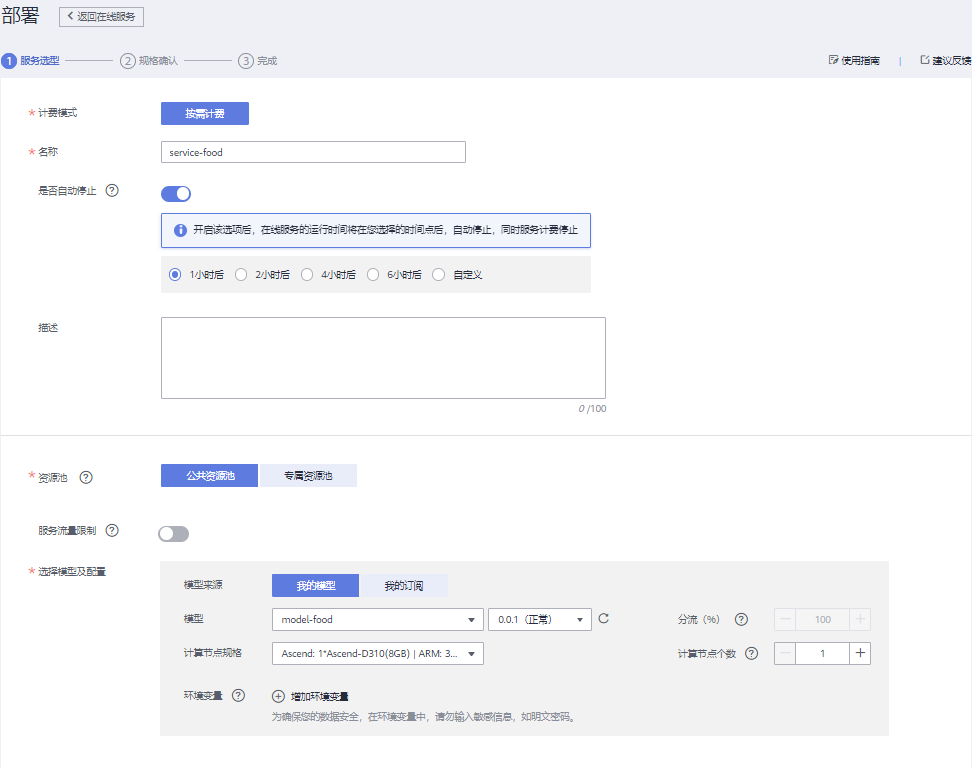 部署 返回在线服务
1 服务选型 2 规格确认 3 完成 使用指南 | 建议反馈
* 计费模式 按需计费
* 名称 service-food
是否自动停止 ?
开启该选项后，在线服务的运行时间将在您选择的时间点后，自动停止，同时服务计费停止
1小时后 2小时后 4小时后 6小时后 自定义
描述
0 /100
* 资源池 ? 公共资源池 专属资源池
服务流量限制 ?
* 选择模型及配置
模型来源 我的模型 我的订阅
模型 model-food 0.0.1（正常） 分流（%） ? 100
计算节点规格 Ascend: 1*Ascend-D310(8GB) | ARM: 3... 计算节点个数 ? 1
环境变量 ? 增加环境变量
为确保您的数据安全，在环境变量中，请勿输入敏感信息，如明文密码。